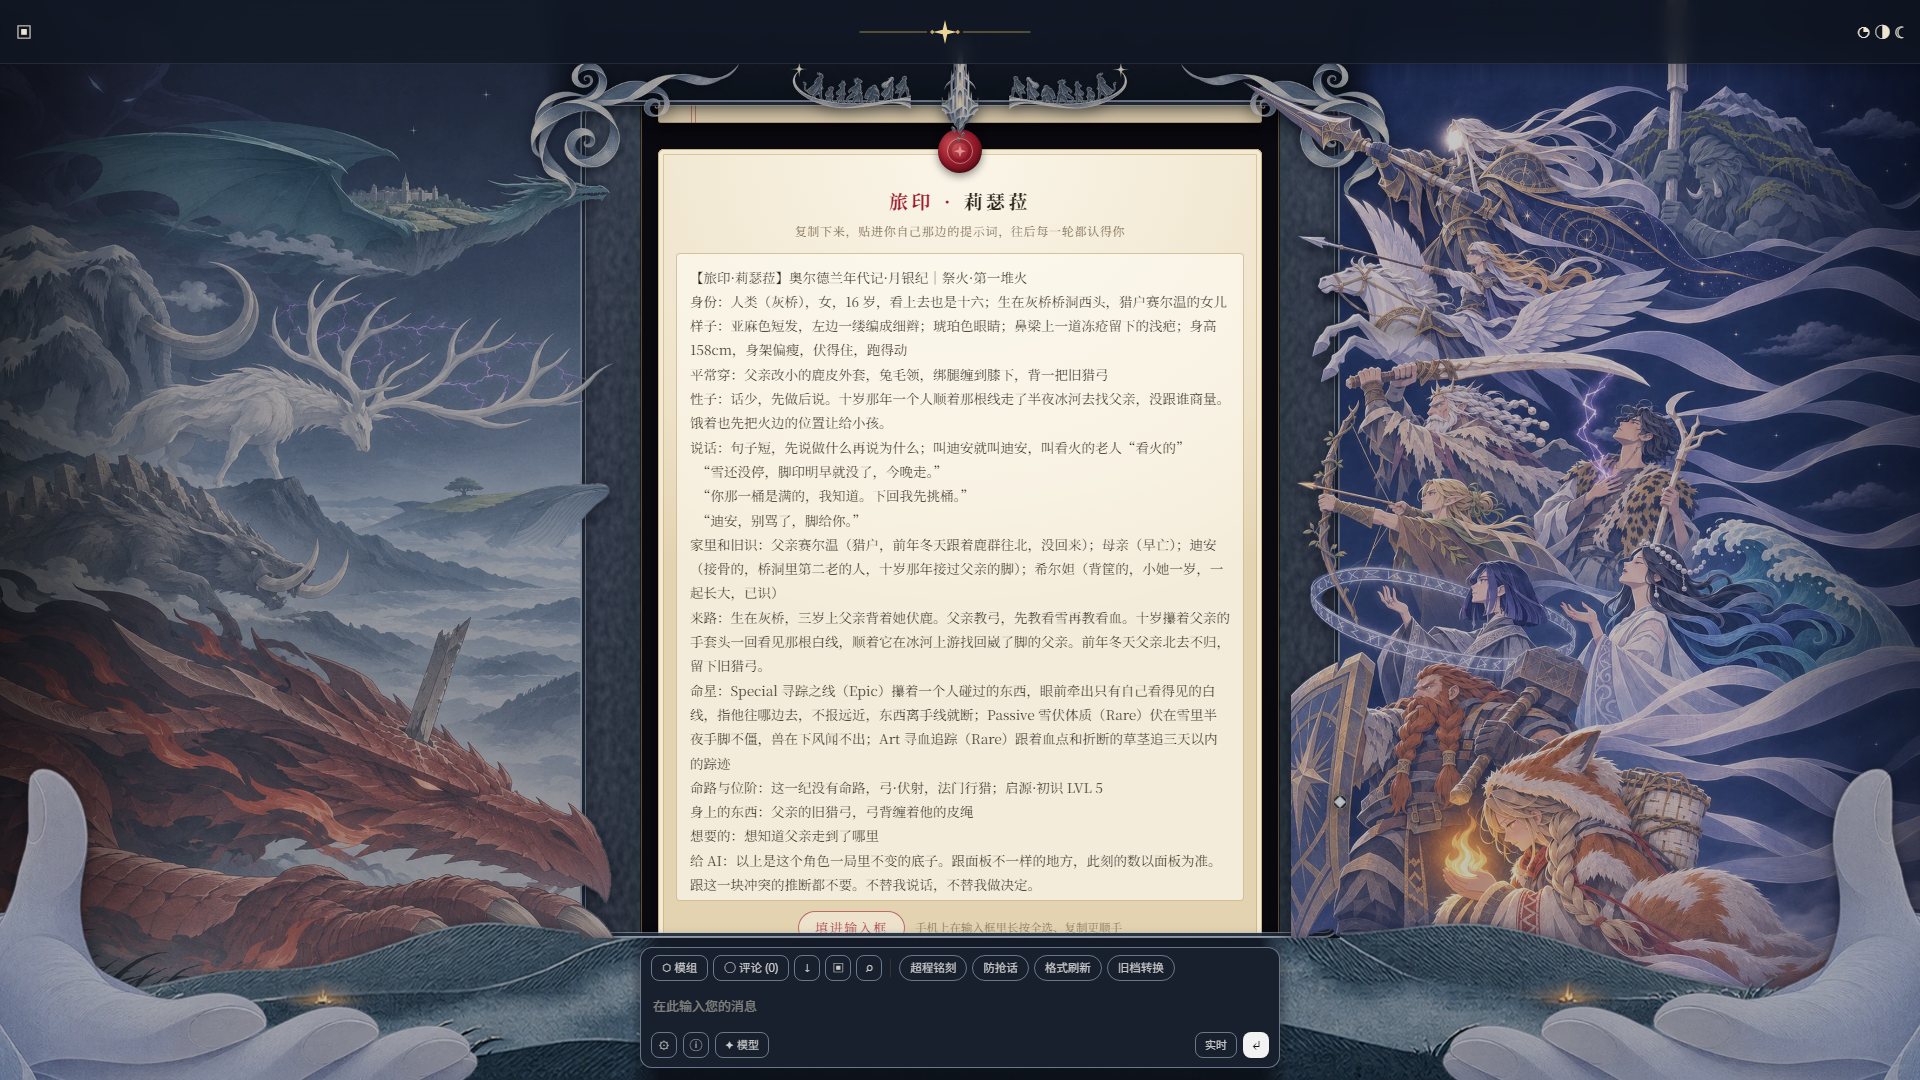 旅印 · 莉瑟菈
复制下来，贴进你自己那边的提示词，往后每一轮都认得你
【旅印·莉瑟菈】奥尔德兰年代记·月银纪｜祭火·第一堆火
身份：人类（灰桥），女，16 岁，看上去也是十六；生在灰桥桥洞西头，猎户赛尔温的女儿
样子：亚麻色短发，左边一缕编成细辫；琥珀色眼睛；鼻梁上一道冻疮留下的浅疤；身高
158cm，身架偏瘦，伏得住，跑得动
平常穿：父亲改小的鹿皮外套，兔毛领，绑腿缠到膝下，背一把旧猎弓
性子：话少，先做后说。十岁那年一个人顺着那根线走了半夜冰河去找父亲，没跟谁商量。
饿着也先把火边的位置让给小孩。
说话：句子短，先说做什么再说为什么；叫迪安就叫迪安，叫看火的老人“看火的”
“雪还没停，脚印明早就没了，今晚走。”
“你那一桶是满的，我知道。下回我先挑桶。”
“迪安，别骂了，脚给你。”
家里和旧识：父亲赛尔温（猎户，前年冬天跟着鹿群往北，没回来）；母亲（早亡）；迪安
（接骨的，桥洞里第二老的人，十岁那年接过父亲的脚）；希尔妲（背筐的，小她一岁，一
起长大，已识）
来路：生在灰桥，三岁上父亲背着她伏鹿。父亲教弓，先教看雪再教看血。十岁攥着父亲的
手套头一回看见那根白线，顺着它在冰河上游找回崴了脚的父亲。前年冬天父亲北去不归，
留下旧猎弓。
命星：Special 寻踪之线（Epic）攥着一个人碰过的东西，眼前牵出只有自己看得见的白
线，指他往哪边去，不报远近，东西离手线就断；Passive 雪伏体质（Rare）伏在雪里半
夜手脚不僵，兽在下风闻不出；Art 寻血追踪（Rare）跟着血点和折断的草茎追三天以内
的踪迹
命路与位阶：这一纪没有命路，弓·伏射，法门行猎；启源·初识 LVL 5
身上的东西：父亲的旧猎弓，弓背缠着他的皮绳
想要的：想知道父亲走到了哪里
给 AI：以上是这个角色一局里不变的底子。跟面板不一样的地方，此刻的数以面板为准。
跟这一块冲突的推断都不要。不替我说话，不替我做决定。
填进输入框 手机上在输入框里长按全选、复制更顺手
模组 评论 (0) 超程铭刻 防抢话 格式刷新 旧档转换
在此输入您的消息
模型 实时